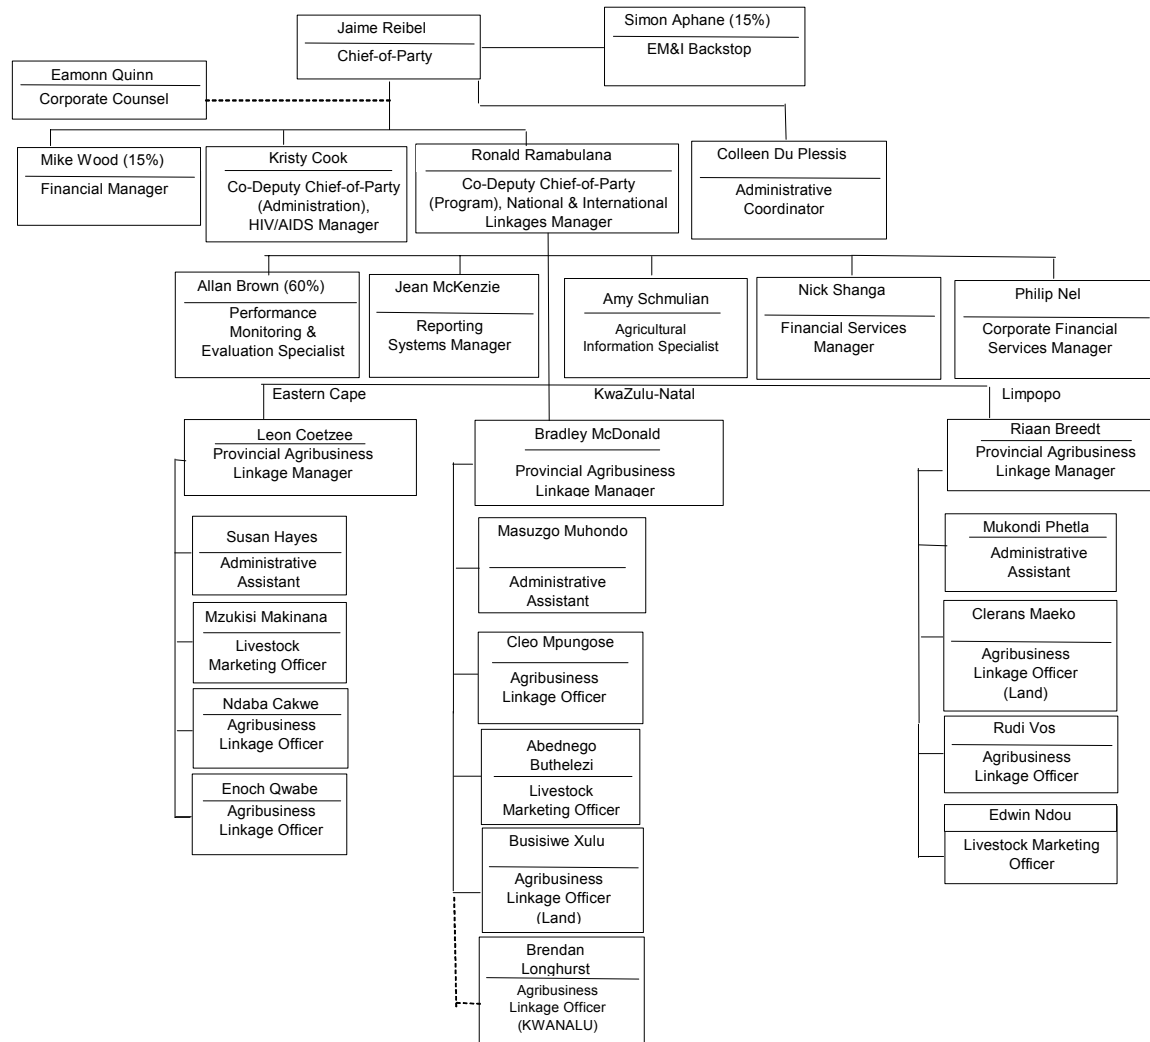 Jaime Reibel
Chief-of-Party
Simon Aphane (15%)
EM&I Backstop
Eamonn Quinn
Corporate Counsel
Mike Wood (15%)
Financial Manager
Kristy Cook
Co-Deputy Chief-of-Party
(Administration),
HIV/AIDS Manager
Ronald Ramabulana
Co-Deputy Chief-of-Party
(Program), National & International
Linkages Manager
Colleen Du Plessis
Administrative
Coordinator
Allan Brown (60%)
Performance
Monitoring &
Evaluation Specialist
Jean McKenzie
Reporting
Systems Manager
Amy Schmulian
Agricultural
Information Specialist
Nick Shanga
Financial Services
Manager
Philip Nel
Corporate Financial
Services Manager
Eastern Cape
KwaZulu-Natal
Limpopo
Leon Coetzee
Provincial Agribusiness
Linkage Manager
Susan Hayes
Administrative
Assistant
Mzukisi Makinana
Livestock
Marketing Officer
Ndaba Cakwe
Agribusiness
Linkage Officer
Enoch Qwabe
Agribusiness
Linkage Officer
Bradley McDonald
Provincial Agribusiness
Linkage Manager
Masuzgo Muhondo
Administrative
Assistant
Cleo Mpungose
Agribusiness
Linkage Officer
Abednego
Buthelezi
Livestock
Marketing Officer
Busisiwe Xulu
Agribusiness
Linkage Officer
(Land)
Brendan
Longhurst
Agribusiness
Linkage Officer
(KWANALU)
Riaan Breedt
Provincial Agribusiness
Linkage Manager
Mukondi Phetla
Administrative
Assistant
Clerans Maeko
Agribusiness
Linkage Officer
(Land)
Rudi Vos
Agribusiness
Linkage Officer
Edwin Ndou
Livestock Marketing
Officer